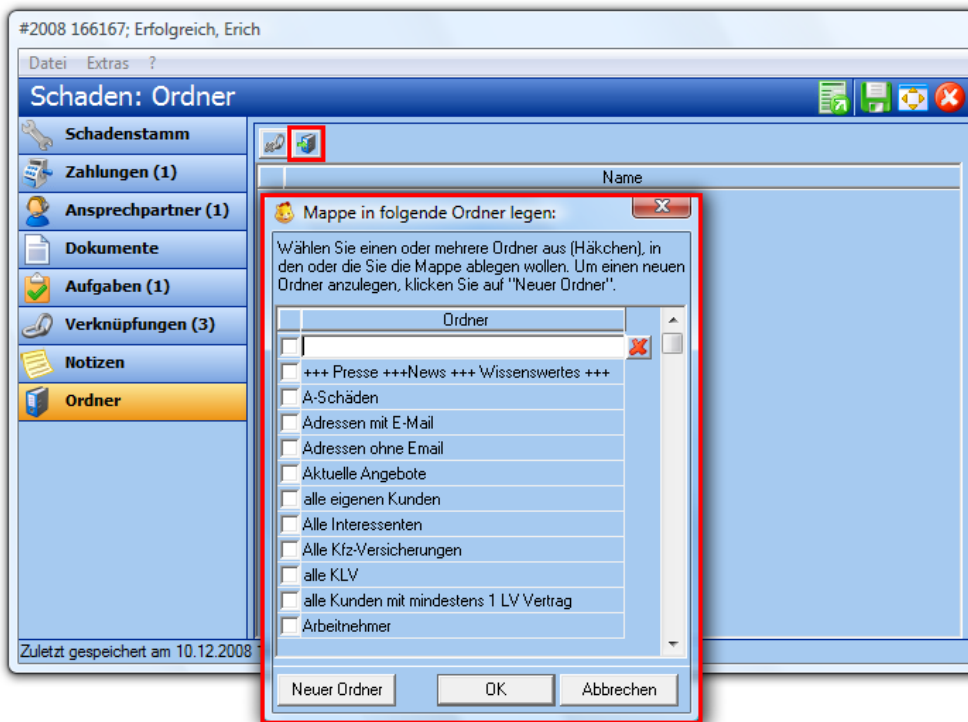 #2008 166167; Erfolgreich, Erich
Datei Extras ?
Schaden: Ordner
Schadenstamm
Zahlungen (1)
Ansprechpartner (1)
Dokumente
Aufgaben (1)
Verknüpfungen (3)
Notizen
Ordner
Name
Mappe in folgende Ordner legen:
Wählen Sie einen oder mehrere Ordner aus (Häkchen), in
den oder die Sie die Mappe ablegen wollen. Um einen neuen
Ordner anzulegen, klicken Sie auf "Neuer Ordner".
Ordner
+++ Presse +++News +++ Wissenswertes +++
A-Schäden
Adressen mit E-Mail
Adressen ohne Email
Aktuelle Angebote
alle eigenen Kunden
Alle Interessenten
Alle Kfz-Versicherungen
alle KLV
alle Kunden mit mindestens 1 LV Vertrag
Arbeitnehmer
Neuer Ordner OK Abbrechen
Zuletzt gespeichert am 10.12.2008